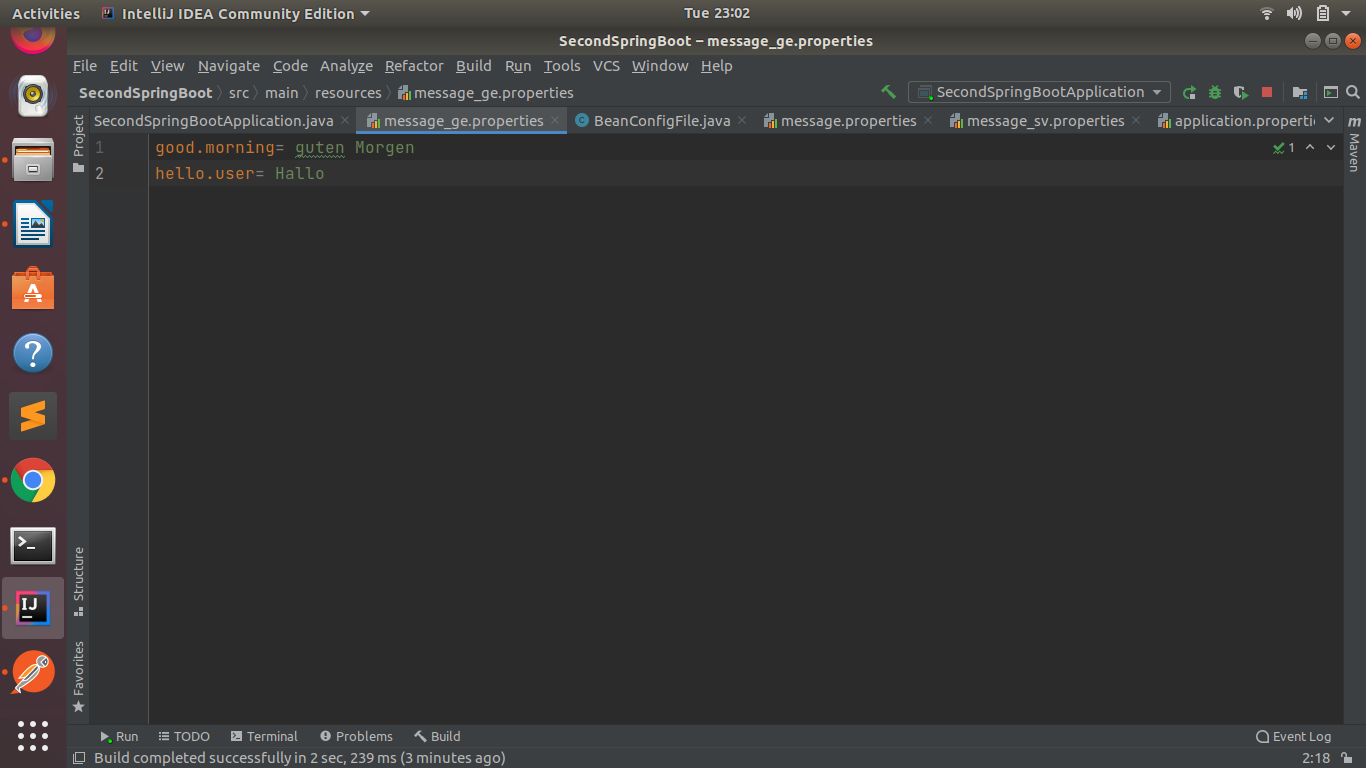 Activities IntelliJ IDEA Community Edition Tue 23:02
SecondSpringBoot – message_ge.properties
File Edit View Navigate Code Analyze Refactor Build Run Tools VCS Window Help
SecondSpringBoot src main resources message_ge.properties SecondSpringBootApplication
SecondSpringBootApplication.java message_ge.properties BeanConfigFile.java message.properties message_sv.properties application.propertie
Project
1 good.morning= guten Morgen 1
2 hello.user= Hallo
m Maven
Structure
Favorites
Run TODO Terminal Problems Build Event Log
Build completed successfully in 2 sec, 239 ms (3 minutes ago) 2:18